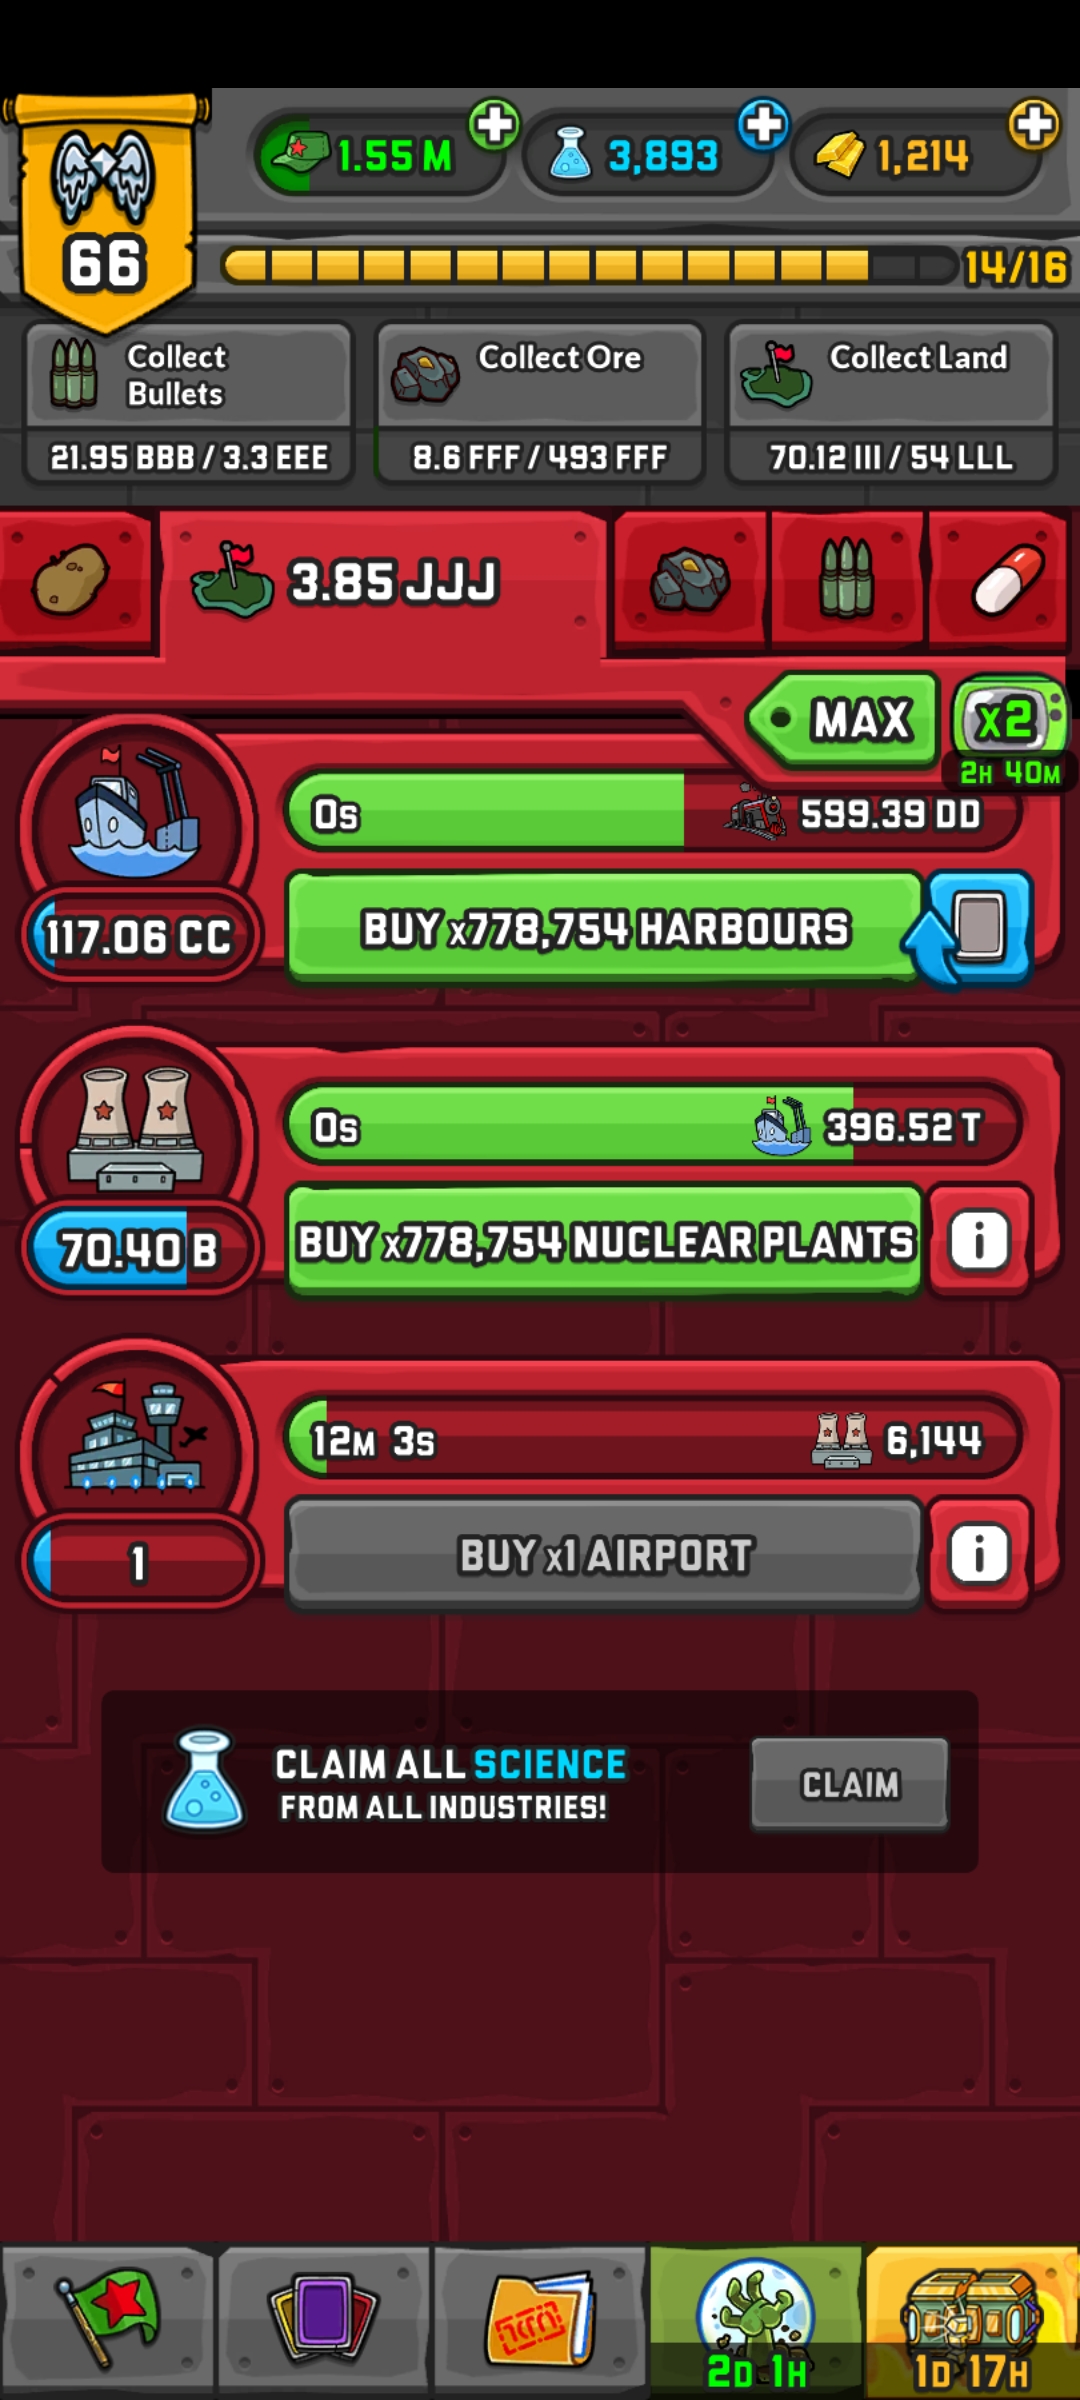 66
1.55 M
3,893
1,214
14/16
Collect
Bullets
21.95 BBB / 3.3 EEE
Collect Ore
8.6 FFF / 493 FFF
Collect Land
70.12 III / 54 LLL
3.85 JJJ
MAX
x2
2H 40M
0s
599.39 DD
117.06 CC
BUY x778,754 HARBOURS
0s
396.52 T
70.40 B
BUY x778,754 NUCLEAR PLANTS
i
12M 3s
6,144
1
BUY x1 AIRPORT
i
CLAIM ALL SCIENCE
FROM ALL INDUSTRIES!
CLAIM
2D 1H
1D 17H